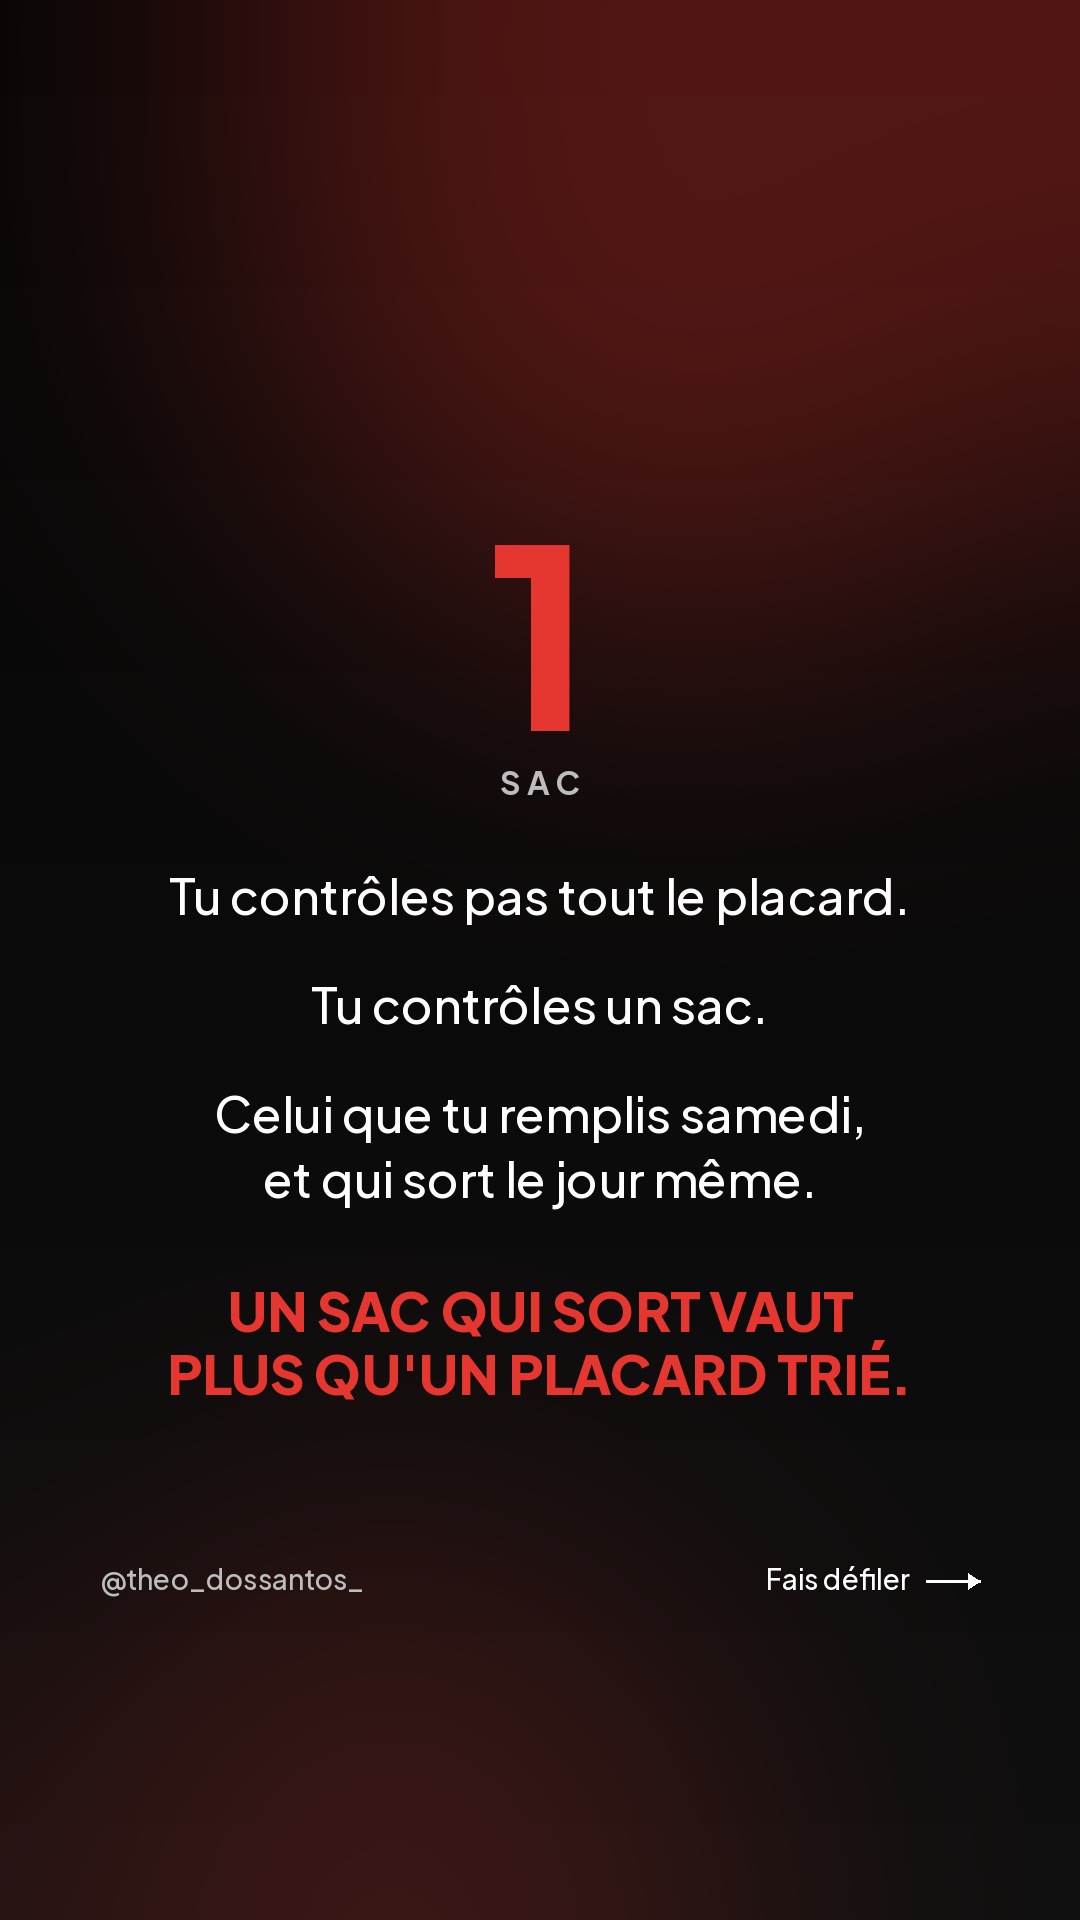 1
SAC
Tu contrôles pas tout le placard.
Tu contrôles un sac.
Celui que tu remplis samedi,
et qui sort le jour même.
UN SAC QUI SORT VAUT
PLUS QU'UN PLACARD TRIÉ.
@theo_dossantos_
Fais défiler